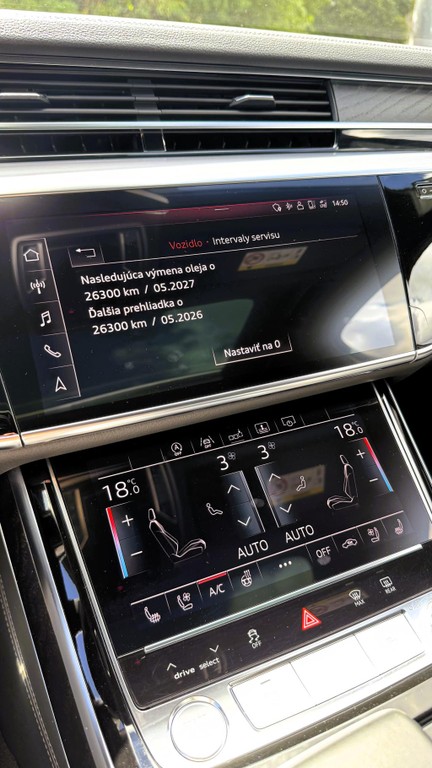 14:50
Vozidlo · Intervaly servisu
Nasledujúca výmena oleja o
26300 km / 05.2027
Ďalšia prehliadka o
26300 km / 05.2026
Nastaviť na 0
18.0 °C
3
3
18.0 °C
AUTO
AUTO
A/C
OFF
MAX
REAR
OFF
drive select